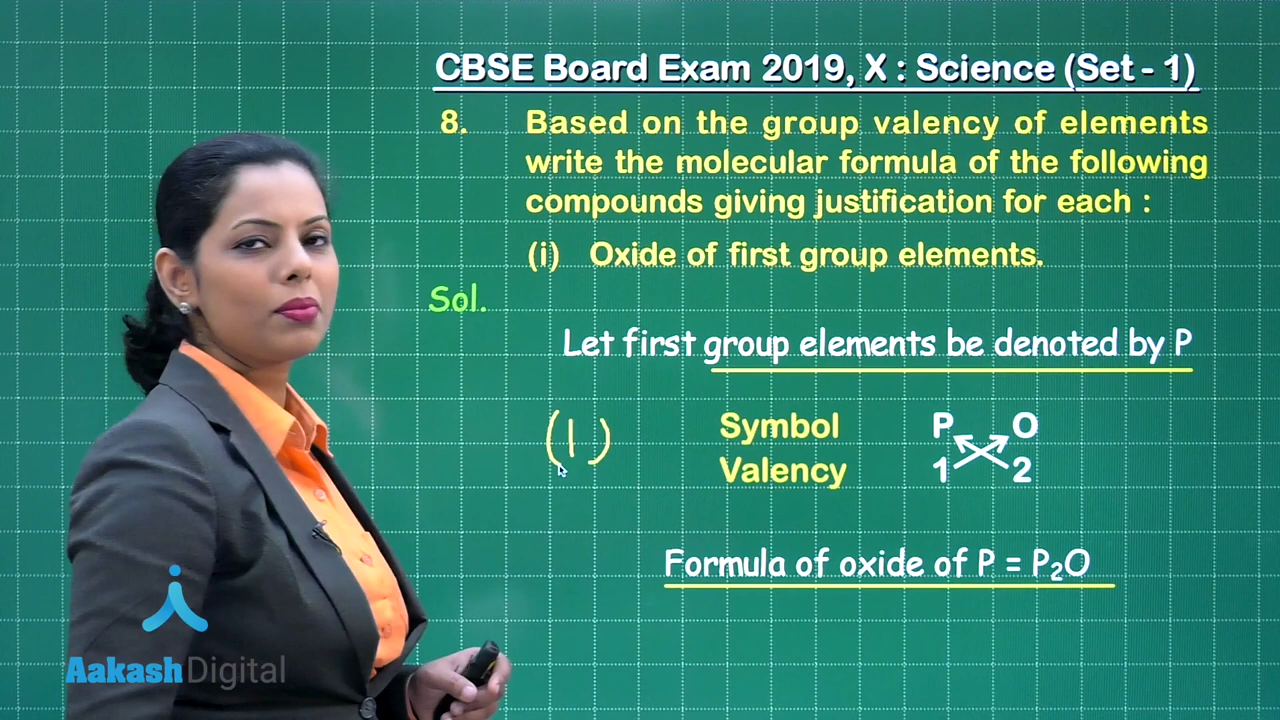 CBSE Board Exam 2019, X : Science (Set - 1)
8. Based on the group valency of elements
write the molecular formula of the following
compounds giving justification for each :
(i) Oxide of first group elements.
Sol.
Let first group elements be denoted by P
(1)
Symbol P O
Valency 1 2
Formula of oxide of P = P₂O
Aakash Digital